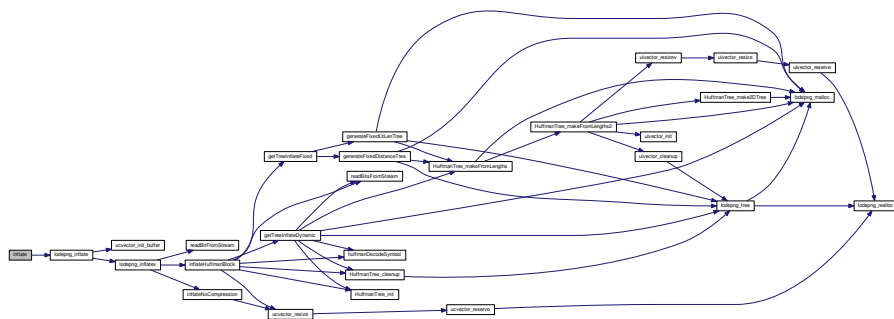 inflate
lodepng_inflate
ucvector_init_buffer
lodepng_inflatev
readBitFromStream
inflateHuffmanBlock
inflateNoCompression
getTreeInflateFixed
getTreeInflateDynamic
ucvector_resize
generateFixedLitLenTree
generateFixedDistanceTree
readBitsFromStream
huffmanDecodeSymbol
HuffmanTree_cleanup
HuffmanTree_init
HuffmanTree_makeFromLengths
ucvector_reserve
HuffmanTree_makeFromLengths2
uivector_resizev
uivector_init
uivector_cleanup
uivector_resize
HuffmanTree_make2DTree
lodepng_free
uivector_reserve
lodepng_malloc
lodepng_realloc